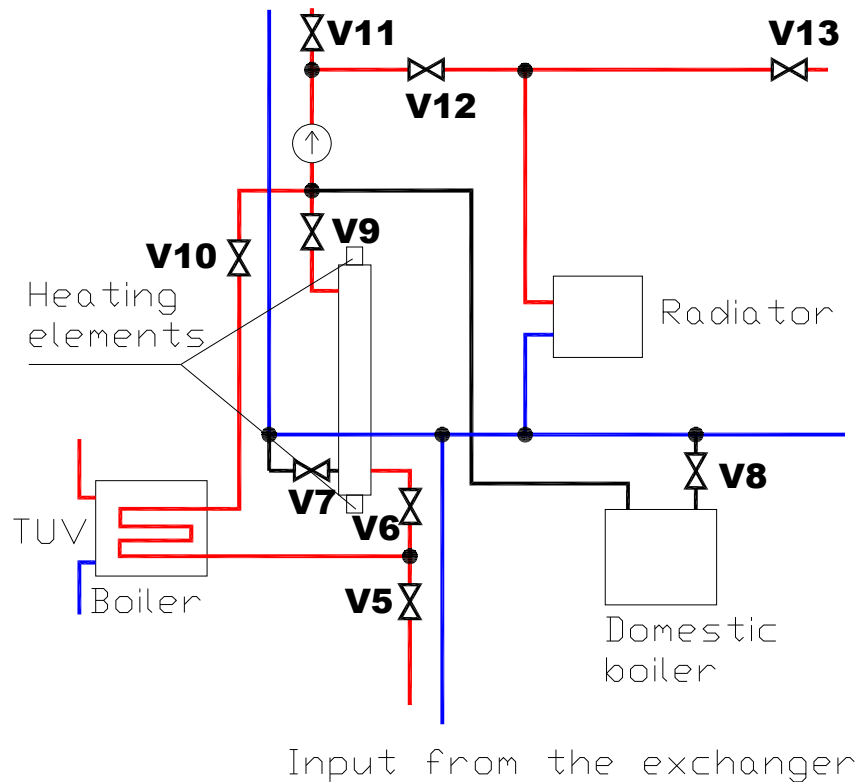 V11
V13
V12
V9
V10
Heating
elements
Radiator
V7
V6
V8
TUV
Boiler
V5
Domestic
boiler
Input from the exchanger